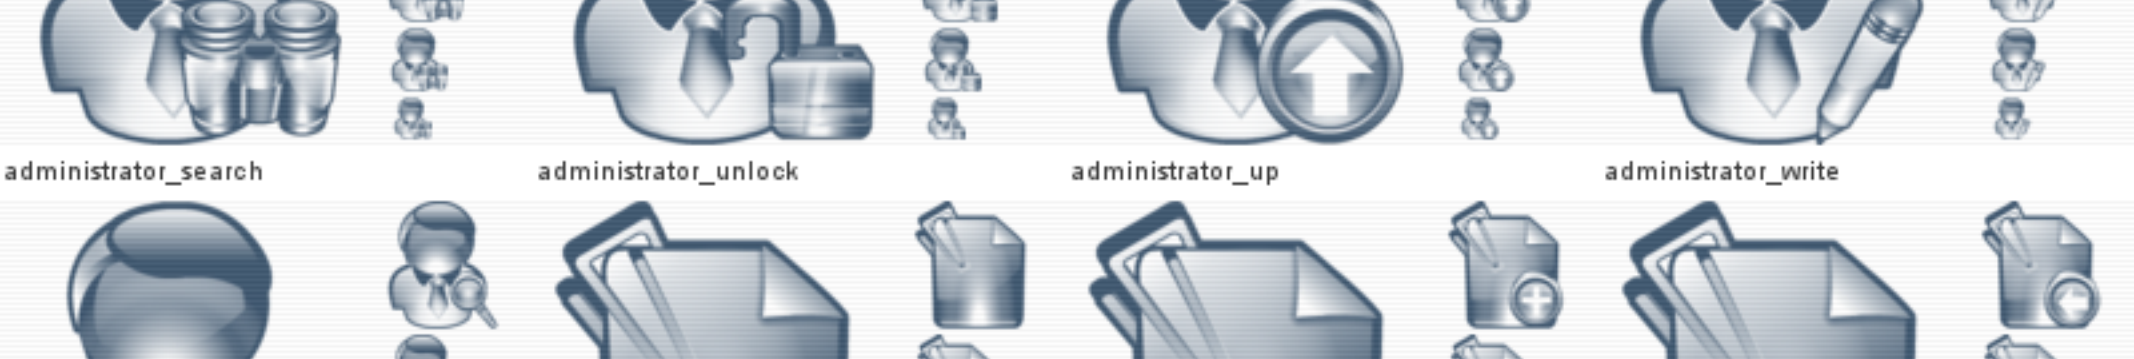 administrator_search
administrator_unlock
administrator_up
administrator_write